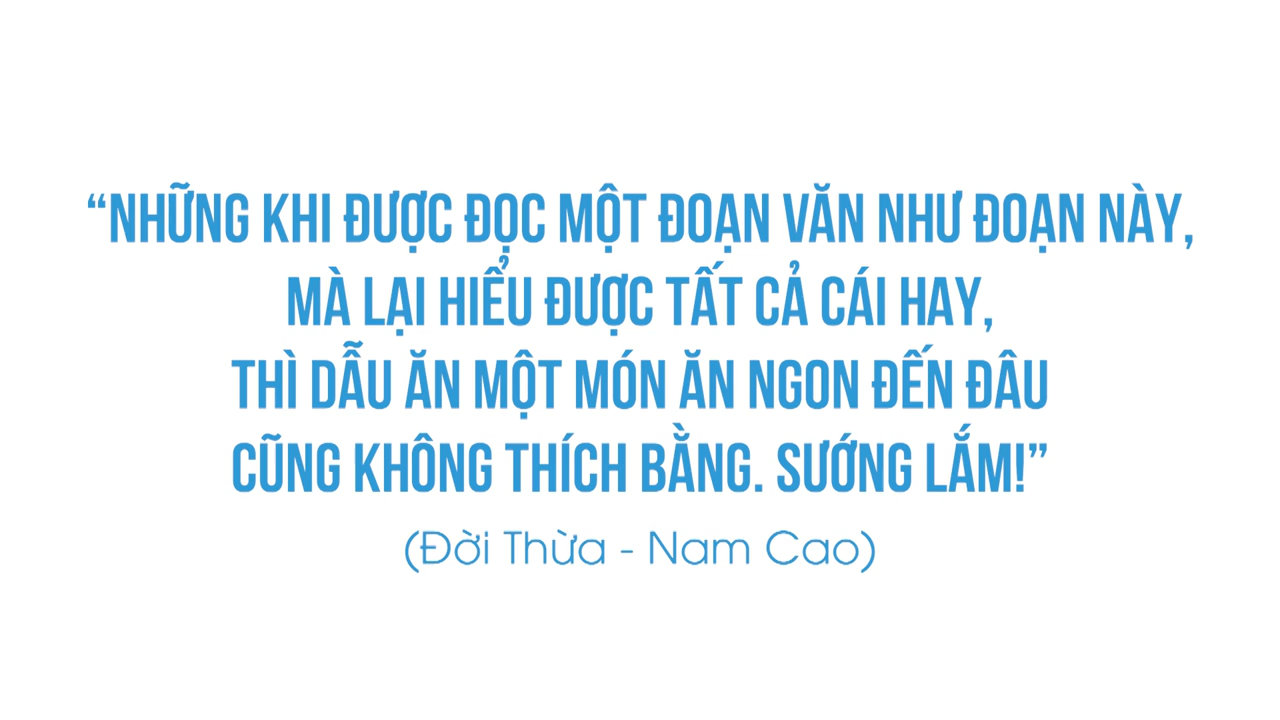 “NHỮNG KHI ĐƯỢC ĐỌC MỘT ĐOẠN VĂN NHƯ ĐOẠN NÀY,
MÀ LẠI HIỂU ĐƯỢC TẤT CẢ CÁI HAY,
THÌ DẪU ĂN MỘT MÓN ĂN NGON ĐẾN ĐÂU
CŨNG KHÔNG THÍCH BẰNG. SƯỚNG LẮM!”
(Đời Thừa - Nam Cao)